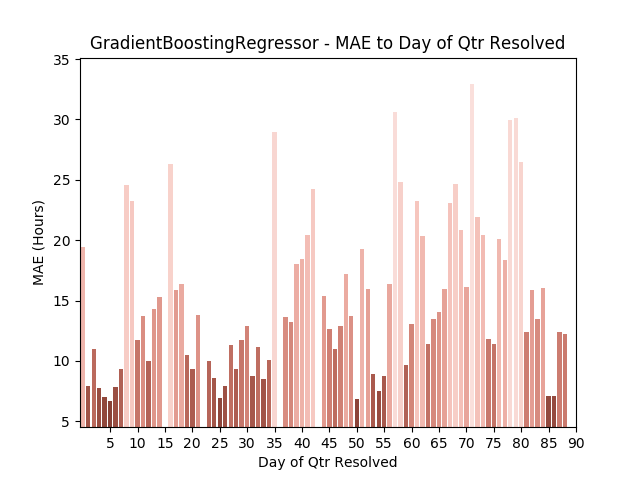 GradientBoostingRegressor - MAE to Day of Qtr Resolved
35
30
25
20
15
10
5
MAE (Hours)
5 10 15 20 25 30 35 40 45 50 55 60 65 70 75 80 85 90
Day of Qtr Resolved